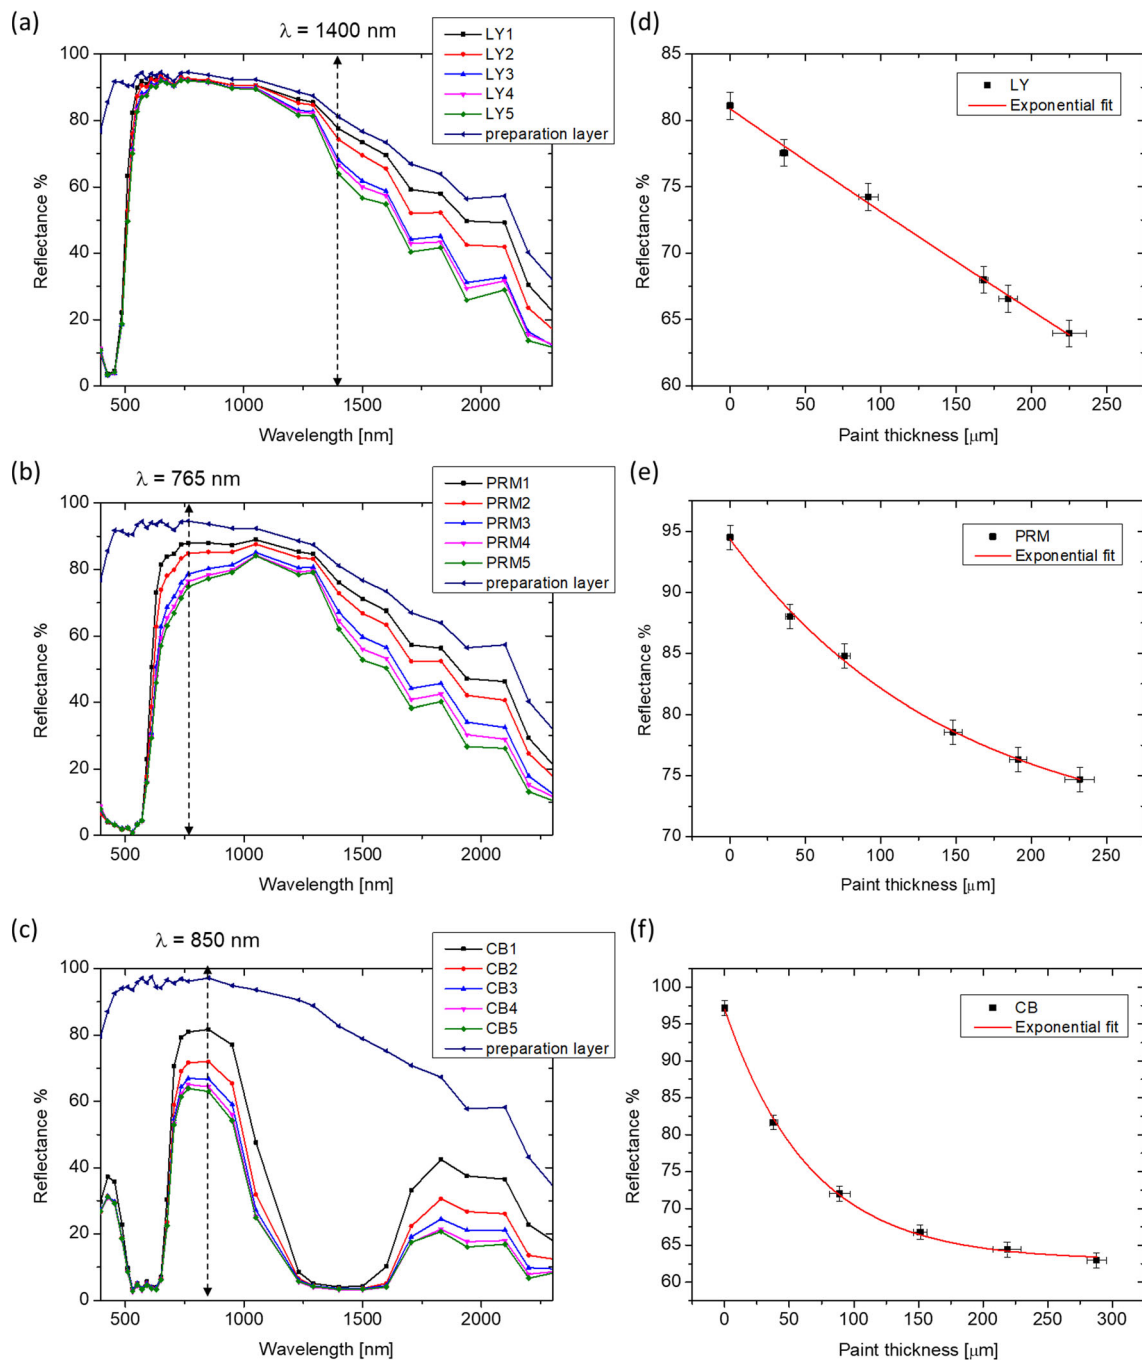 (a)
λ = 1400 nm
LY1
LY2
LY3
LY4
LY5
preparation layer
100
80
60
40
20
0
Reflectance %
500
1000
1500
2000
Wavelength [nm]
(d)
LY
Exponential fit
85
80
75
70
65
60
Reflectance %
0
50
100
150
200
250
Paint thickness [μm]
(b)
λ = 765 nm
PRM1
PRM2
PRM3
PRM4
PRM5
preparation layer
100
80
60
40
20
0
Reflectance %
500
1000
1500
2000
Wavelength [nm]
(e)
PRM
Exponential fit
95
90
85
80
75
70
Reflectance %
0
50
100
150
200
250
Paint thickness [μm]
(c)
λ = 850 nm
CB1
CB2
CB3
CB4
CB5
preparation layer
100
80
60
40
20
0
Reflectance %
500
1000
1500
2000
Wavelength [nm]
(f)
CB
Exponential fit
100
95
90
85
80
75
70
65
60
Reflectance %
0
50
100
150
200
250
300
Paint thickness [μm]